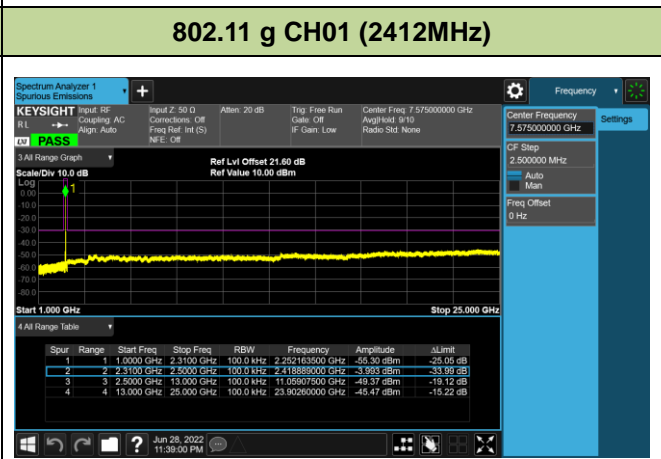 802.11 g CH01 (2412MHz)
Spectrum Analyzer 1
Spurious Emissions
Frequency
KEYSIGHT
Input: RF
Input Z: 50 Ω
Atten: 20 dB
Trig: Free Run
Center Freq: 7.575000000 GHz
RL
Coupling: AC
Corrections: Off
Gate: Off
Avg|Hold: 9/10
Align: Auto
Freq Ref: Int (S)
IF Gain: Low
Radio Std: None
NFE: Off
LXI PASS
Center Frequency
7.575000000 GHz
Settings
CF Step
2.500000 MHz
Auto
Man
Freq Offset
0 Hz
3 All Range Graph
Ref Lvl Offset 21.60 dB
Scale/Div 10.0 dB
Ref Value 10.00 dBm
Log
1
0.00
-10.0
-20.0
-30.0
-40.0
-50.0
-60.0
-70.0
-80.0
Start 1.000 GHz
Stop 25.000 GHz
4 All Range Table
Spur Range Start Freq Stop Freq RBW Frequency Amplitude ΔLimit
1 1 1.0000 GHz 2.3100 GHz 100.0 kHz 2.252163500 GHz -55.30 dBm -25.05 dB
2 2 2.3100 GHz 2.5000 GHz 100.0 kHz 2.418889000 GHz -3.993 dBm -33.99 dB
3 3 2.5000 GHz 13.000 GHz 100.0 kHz 11.05907500 GHz -49.37 dBm -19.12 dB
4 4 13.000 GHz 25.000 GHz 100.0 kHz 23.90260000 GHz -45.47 dBm -15.22 dB
Jun 28, 2022
11:39:00 PM